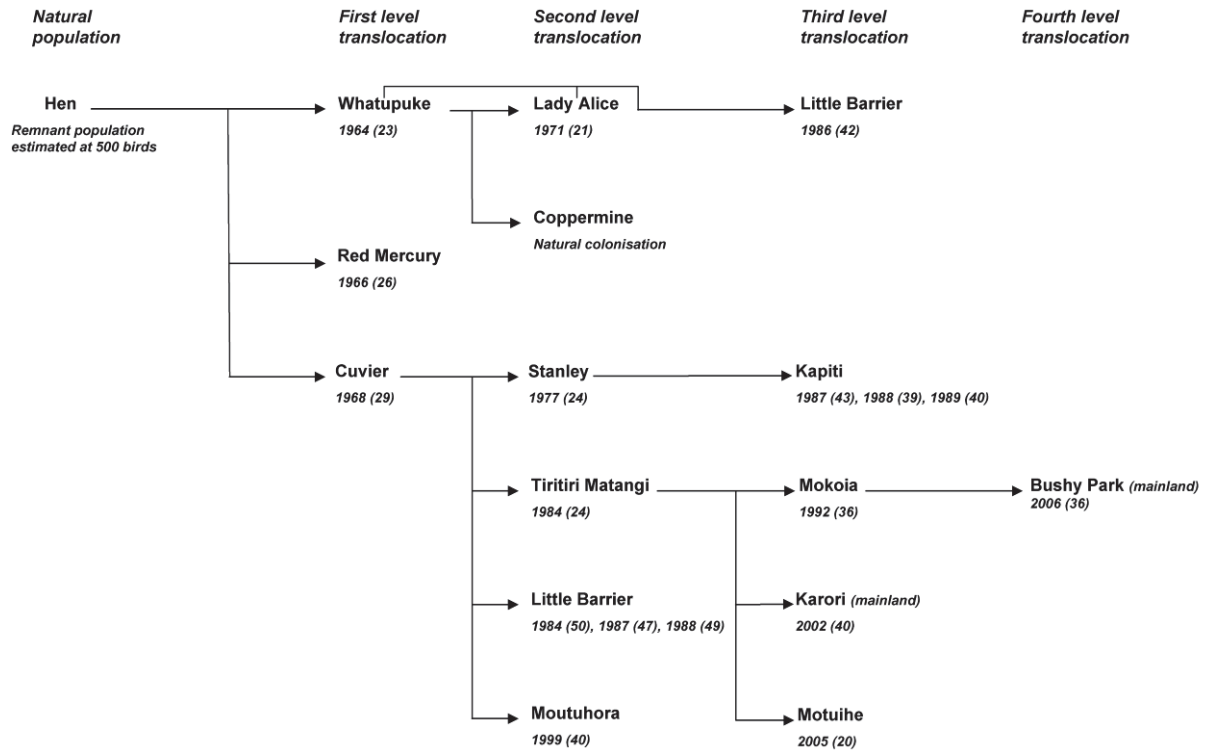 Natural population
First level translocation
Second level translocation
Third level translocation
Fourth level translocation
Hen
Remnant population
estimated at 500 birds
Whatupuke
1964 (23)
Lady Alice
1971 (21)
Little Barrier
1986 (42)
Coppermine
Natural colonisation
Red Mercury
1966 (26)
Cuvier
1968 (29)
Stanley
1977 (24)
Kapiti
1987 (43), 1988 (39), 1989 (40)
Tiritiri Matangi
1984 (24)
Mokoia
1992 (36)
Bushy Park (mainland)
2006 (36)
Little Barrier
1984 (50), 1987 (47), 1988 (49)
Karori (mainland)
2002 (40)
Moutuhora
1999 (40)
Motuihe
2005 (20)